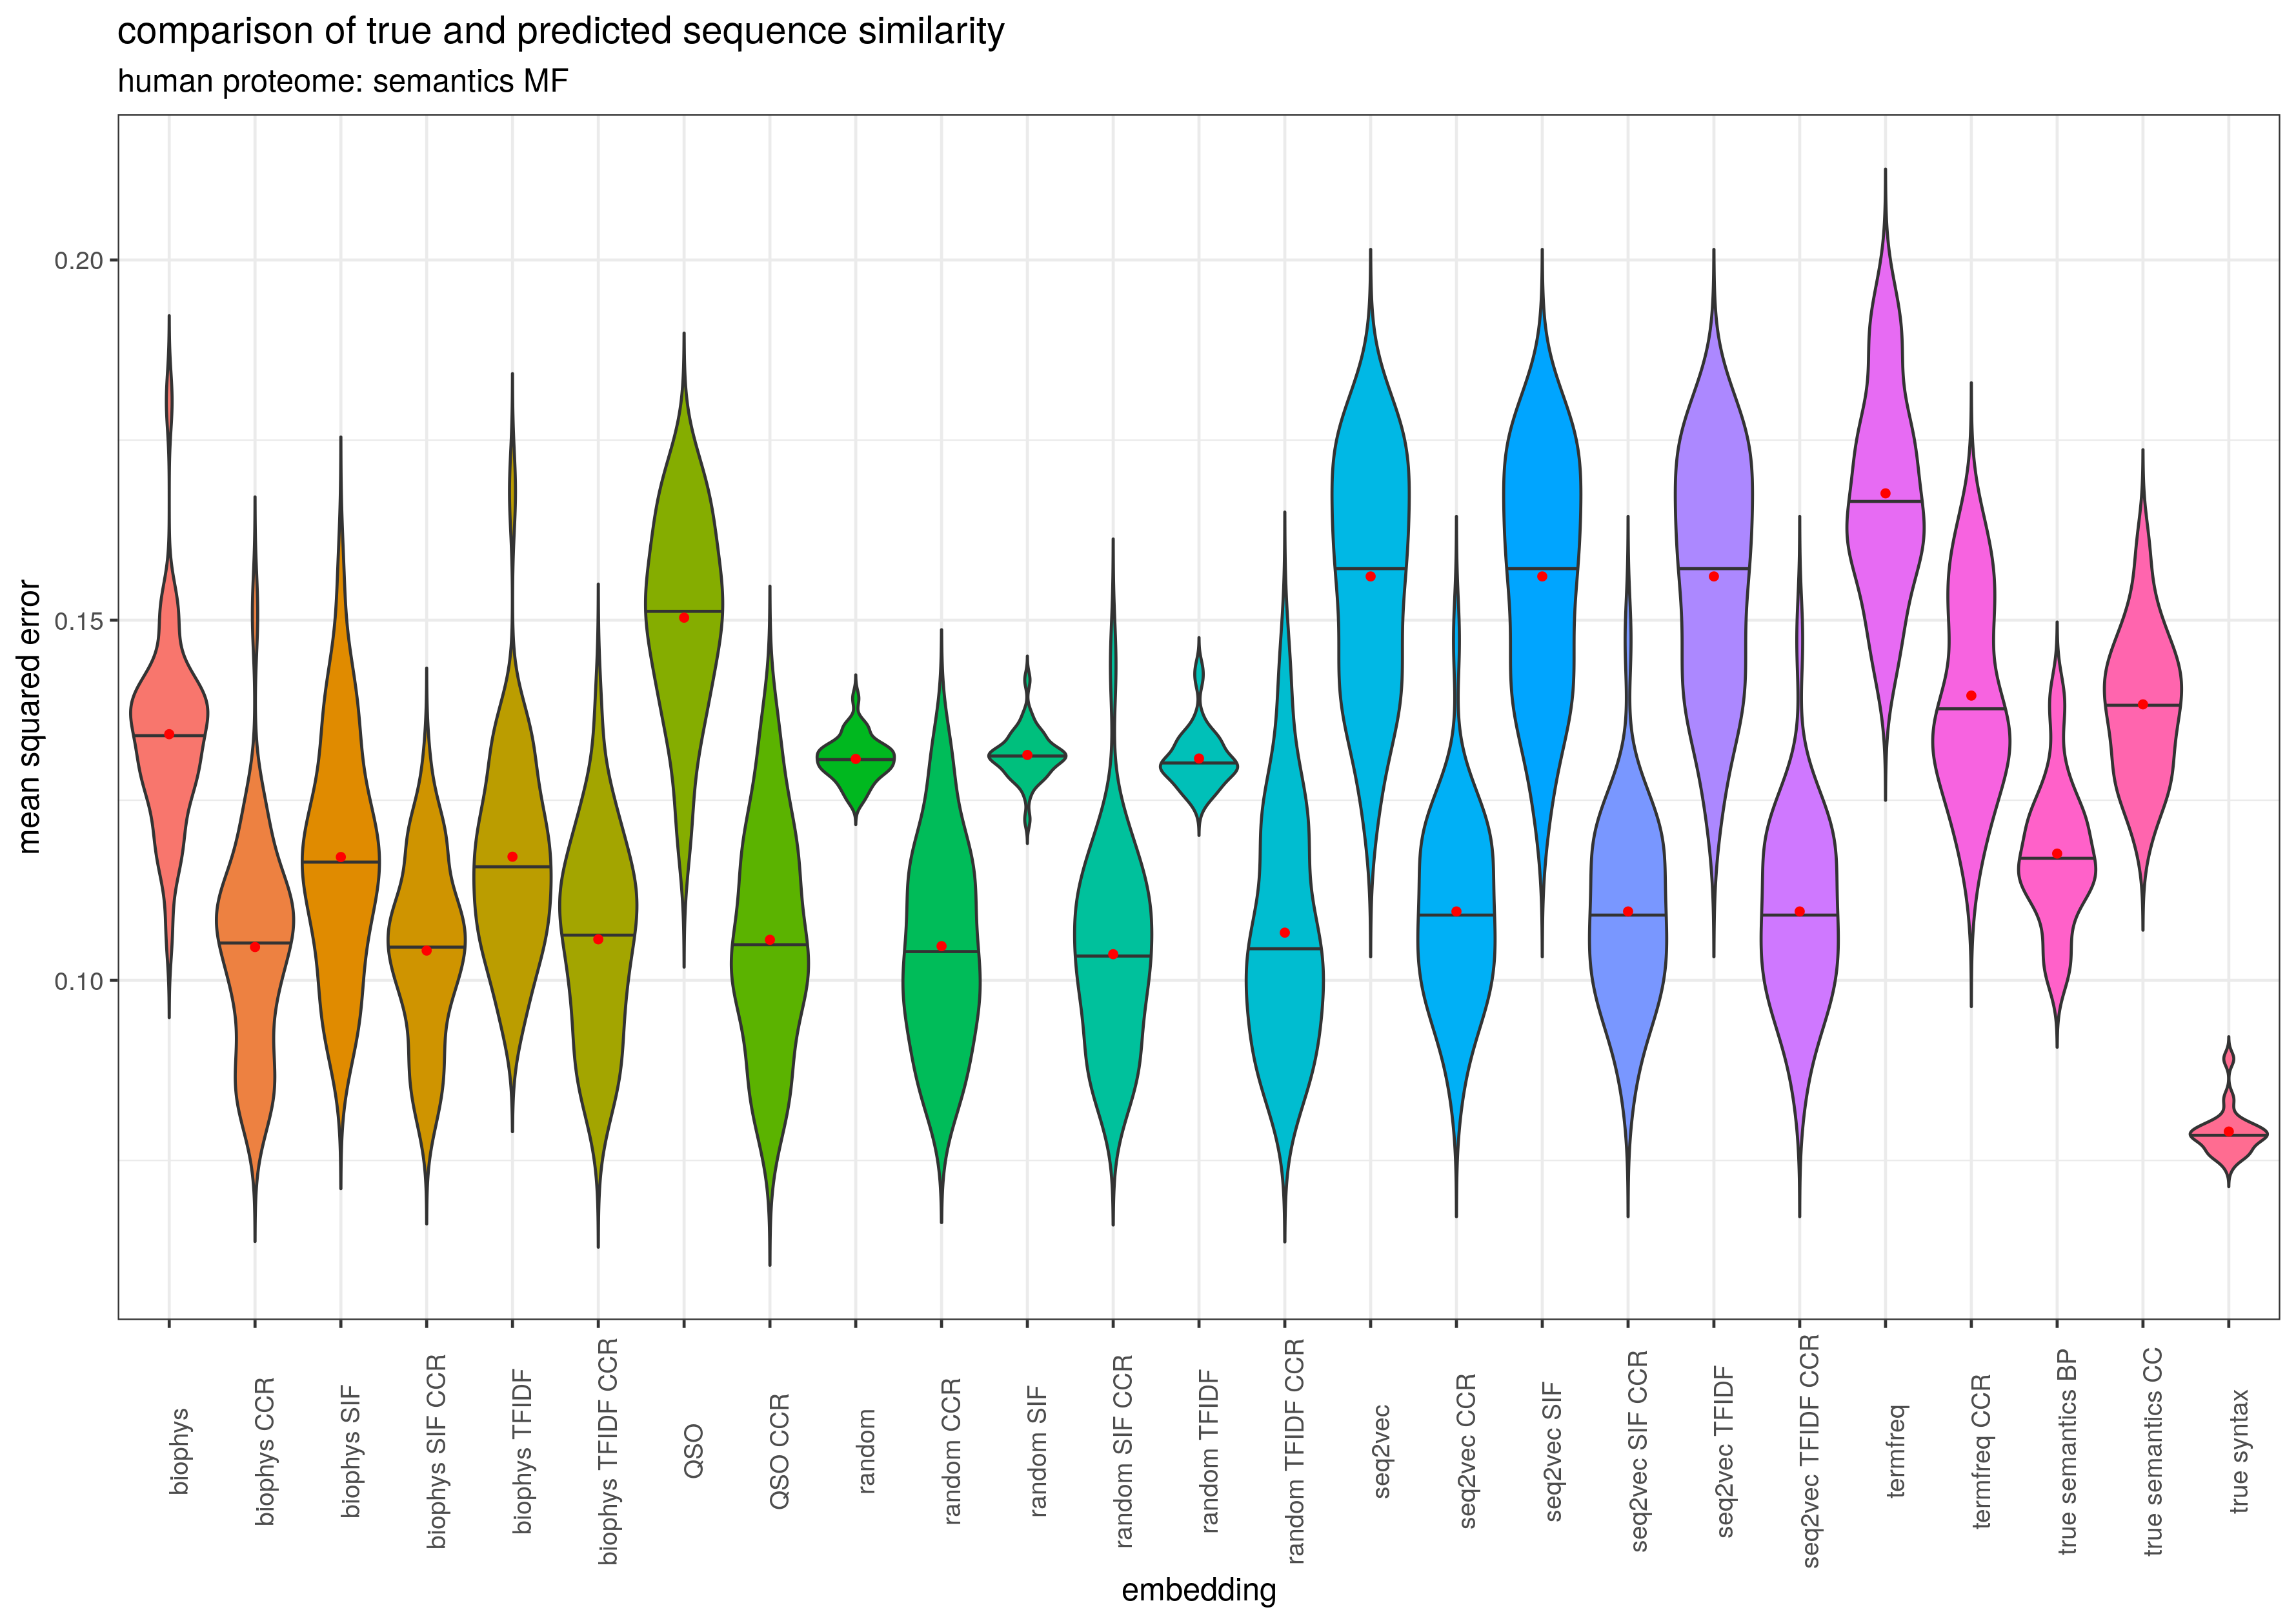 comparison of true and predicted sequence similarity
human proteome: semantics MF
mean squared error
0.20
0.15
0.10
biophys
biophys CCR
biophys SIF
biophys SIF CCR
biophys TFIDF
biophys TFIDF CCR
QSO
QSO CCR
random
random CCR
random SIF
random SIF CCR
random TFIDF
random TFIDF CCR
seq2vec
seq2vec CCR
seq2vec SIF
seq2vec SIF CCR
seq2vec TFIDF
seq2vec TFIDF CCR
termfreq
termfreq CCR
true semantics BP
true semantics CC
true syntax
embedding